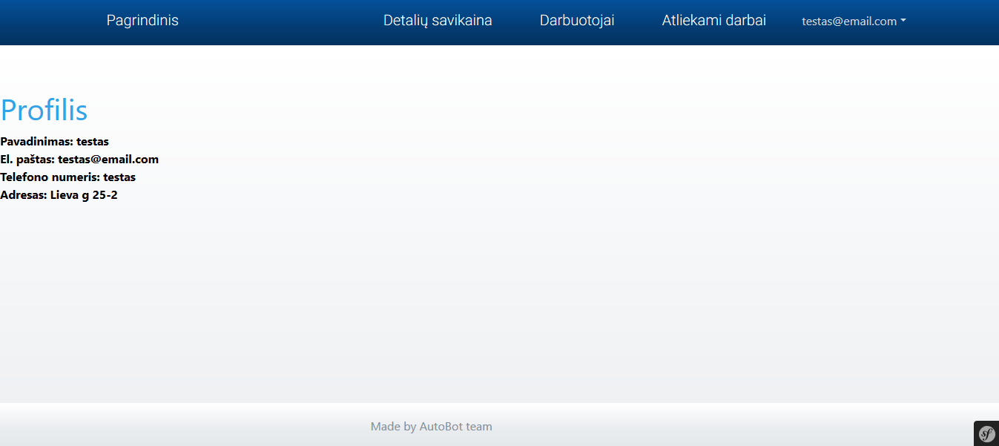 Pagrindinis Detalių savikaina Darbuotojai Atliekami darbai testas@email.com
Profilis
Pavadinimas: testas
El. paštas: testas@email.com
Telefono numeris: testas
Adresas: Lieva g 25-2
Made by AutoBot team
sf